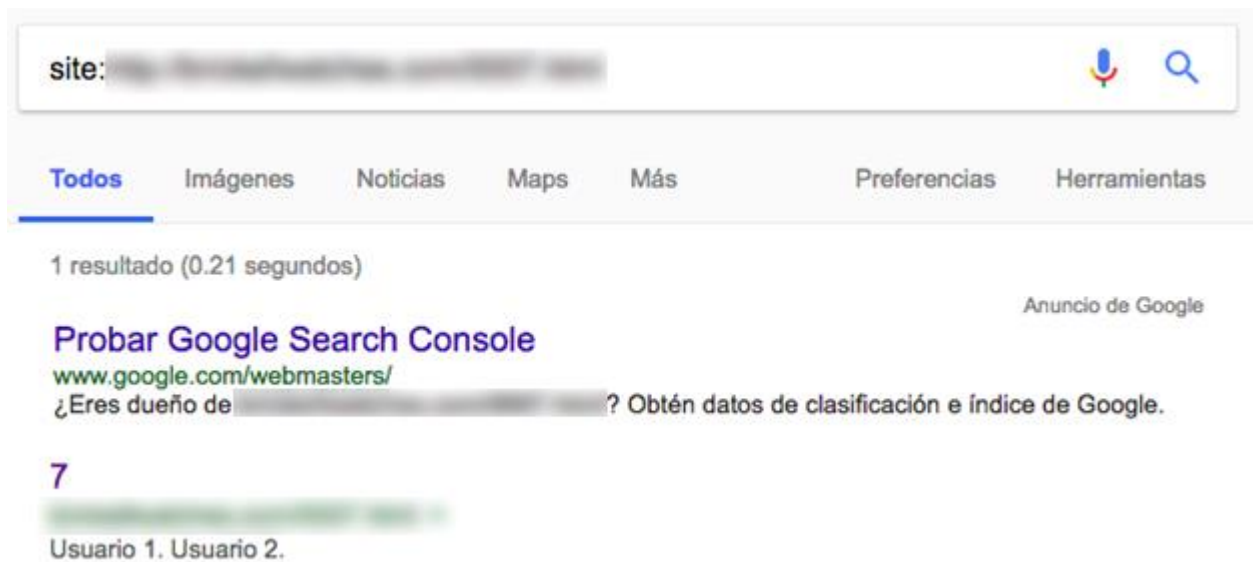 site:
Todos Imágenes Noticias Maps Más Preferencias Herramientas
1 resultado (0.21 segundos)
Anuncio de Google
Probar Google Search Console
www.google.com/webmasters/
¿Eres dueño de ? Obtén datos de clasificación e índice de Google.
7
Usuario 1. Usuario 2.